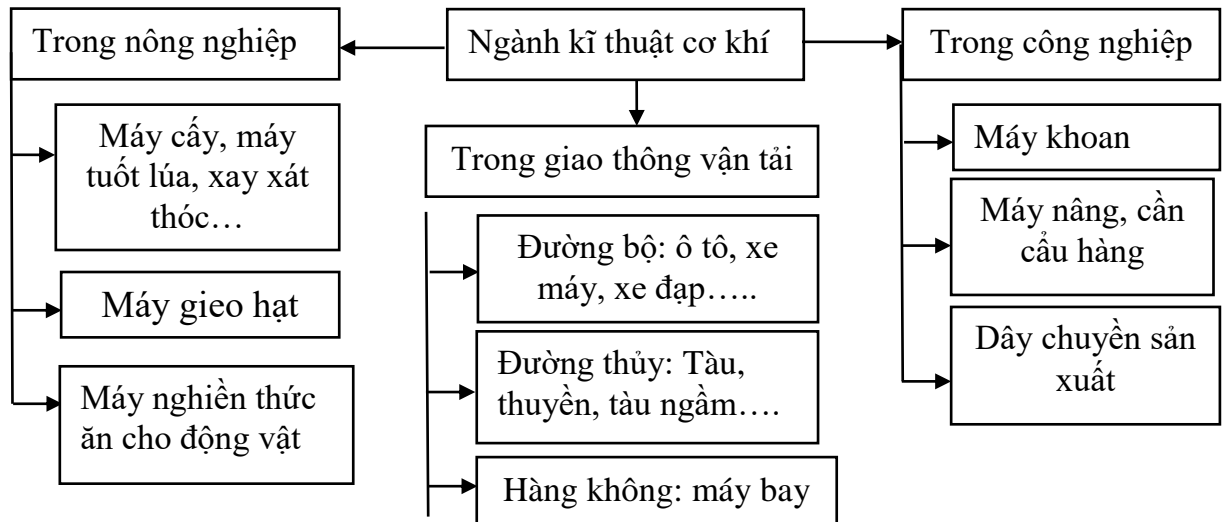 Trong nông nghiệp
Ngành kĩ thuật cơ khí
Trong công nghiệp
Máy cấy, máy
tuốt lúa, xay xát
thóc…
Máy gieo hạt
Máy nghiền thức
ăn cho động vật
Trong giao thông vận tải
Đường bộ: ô tô, xe
máy, xe đạp…..
Đường thủy: Tàu,
thuyền, tàu ngầm….
Hàng không: máy bay
Máy khoan
Máy nâng, cần
cẩu hàng
Dây chuyền sản
xuất